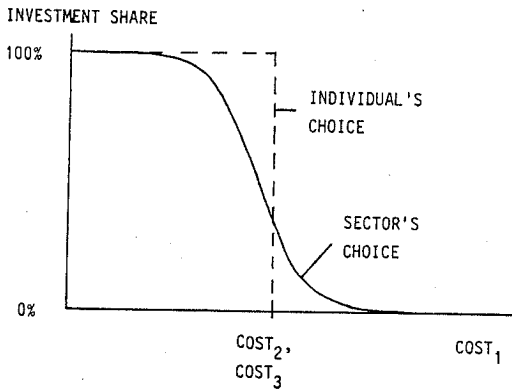 INVESTMENT SHARE
100%
INDIVIDUAL'S
CHOICE
SECTOR'S
CHOICE
0%
COST₂,
COST₃
COST₁